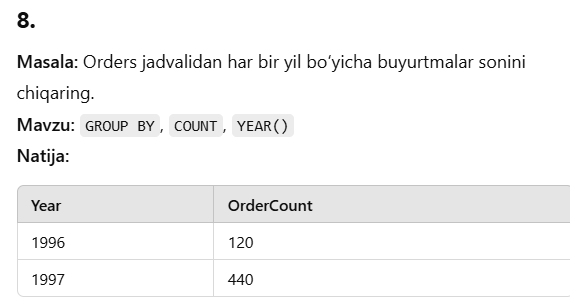 8.
Masala: Orders jadvalidan har bir yil bo‘yicha buyurtmalar sonini
chiqaring.
Mavzu: GROUP BY, COUNT, YEAR()
Natija:
Year OrderCount
1996 120
1997 440